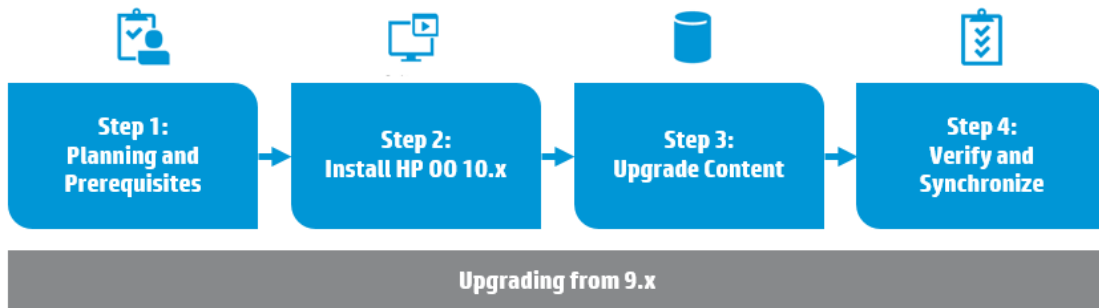 Step 1:
Planning and
Prerequisites
Step 2:
Install HP OO 10.x
Step 3:
Upgrade Content
Step 4:
Verify and
Synchronize
Upgrading from 9.x